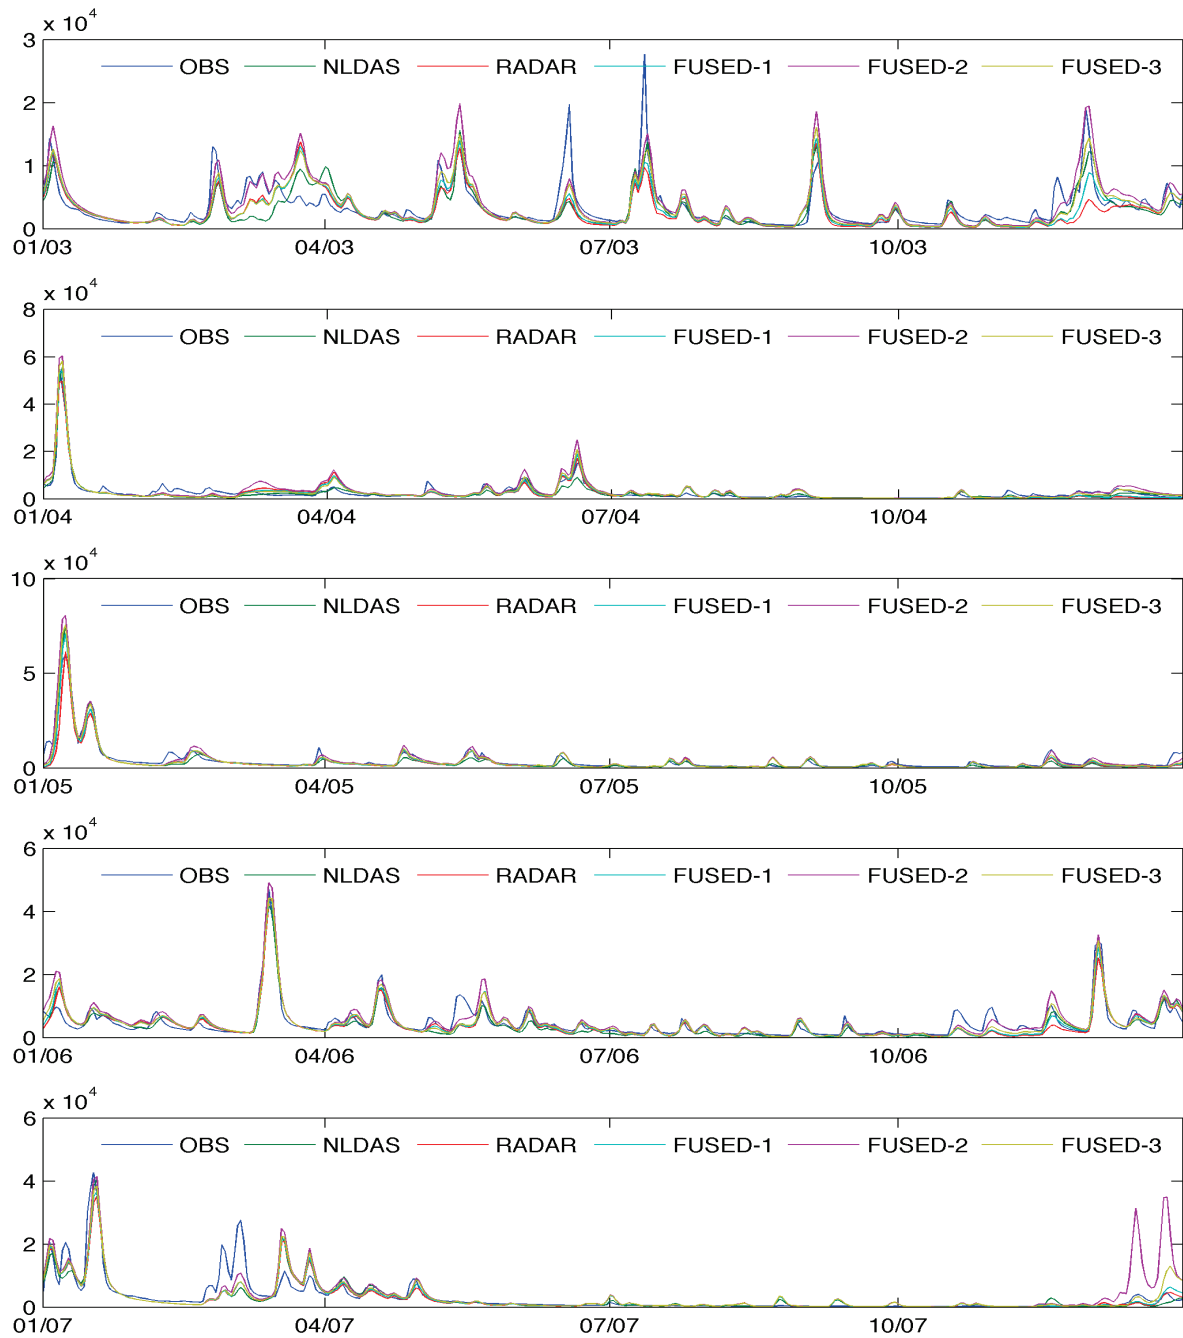 x 10^4
3
OBS NLDAS RADAR FUSED-1 FUSED-2 FUSED-3
2
1
0
01/03 04/03 07/03 10/03
x 10^4
8
OBS NLDAS RADAR FUSED-1 FUSED-2 FUSED-3
6
4
2
0
01/04 04/04 07/04 10/04
x 10^4
10
OBS NLDAS RADAR FUSED-1 FUSED-2 FUSED-3
5
0
01/05 04/05 07/05 10/05
x 10^4
6
OBS NLDAS RADAR FUSED-1 FUSED-2 FUSED-3
4
2
0
01/06 04/06 07/06 10/06
x 10^4
6
OBS NLDAS RADAR FUSED-1 FUSED-2 FUSED-3
4
2
0
01/07 04/07 07/07 10/07